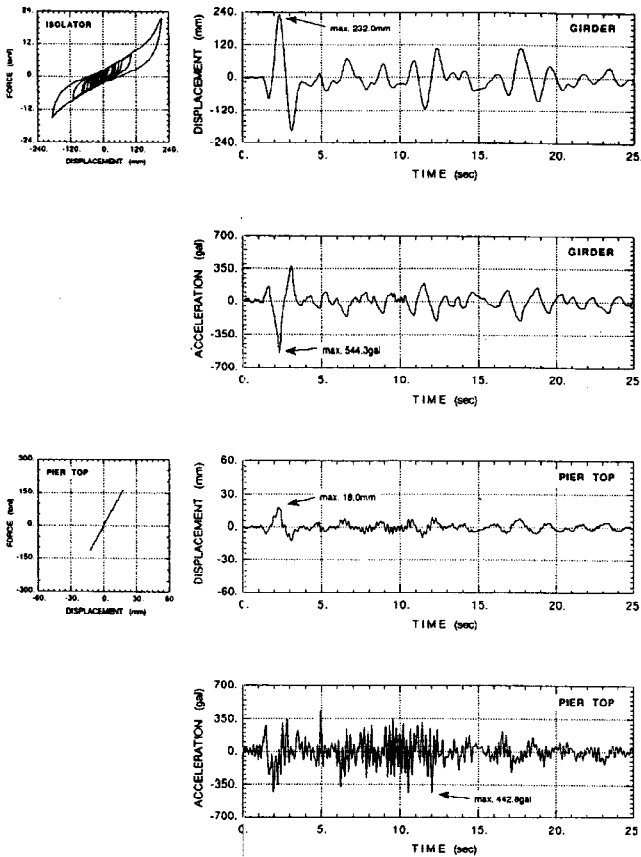 ISOLATOR
FORCE (tonf)
24.
12.
0.
-12.
-24
-240. -120. 0. 120. 240.
DISPLACEMENT (mm)
GIRDER
DISPLACEMENT (mm)
240.
120.
0.
-120.
-240.
max. 232.0mm
0. 5. 10. 15. 20. 25.
TIME (sec)
GIRDER
ACCELERATION (gal)
700.
350.
0.
-350.
-700.
max. 544.3gal
0. 5. 10. 15. 20. 25
TIME (sec)
PIER TOP
FORCE (tonf)
300.
150.
0.
-150.
-300.
-60. -30. 0. 30. 60
DISPLACEMENT (mm)
PIER TOP
DISPLACEMENT (mm)
60.
30.
0.
-30.
-60.
max. 18.0mm
0. 5. 10. 15. 20. 25
TIME (sec)
PIER TOP
ACCELERATION (gal)
700.
350.
0.
-350.
-700.
max. 442.8gal
0. 5. 10. 15. 20. 25
TIME (sec)